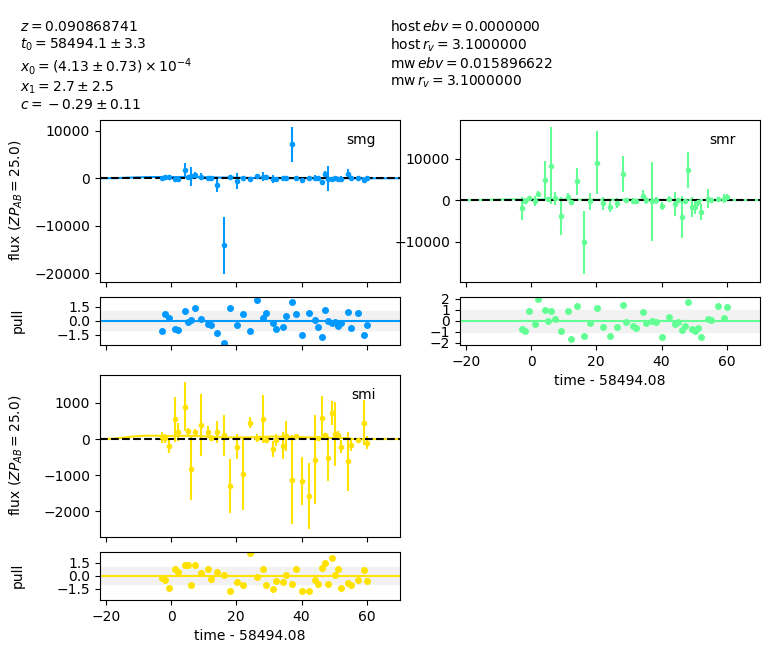 z = 0.090868741
t₀ = 58494.1 ± 3.3
x₀ = (4.13 ± 0.73) × 10⁻⁴
x₁ = 2.7 ± 2.5
c = −0.29 ± 0.11
host ebv = 0.0000000
host r_v = 3.1000000
mw ebv = 0.015896622
mw r_v = 3.1000000
smg
10000
0
−10000
−20000
flux (ZP_AB = 25.0)
1.5
0.0
−1.5
pull
smr
10000
0
−10000
2
1
−1
−2
−20
0
20
40
60
time - 58494.08
smi
1000
0
−1000
−2000
flux (ZP_AB = 25.0)
1.5
0.0
−1.5
pull
−20
0
20
40
60
time - 58494.08